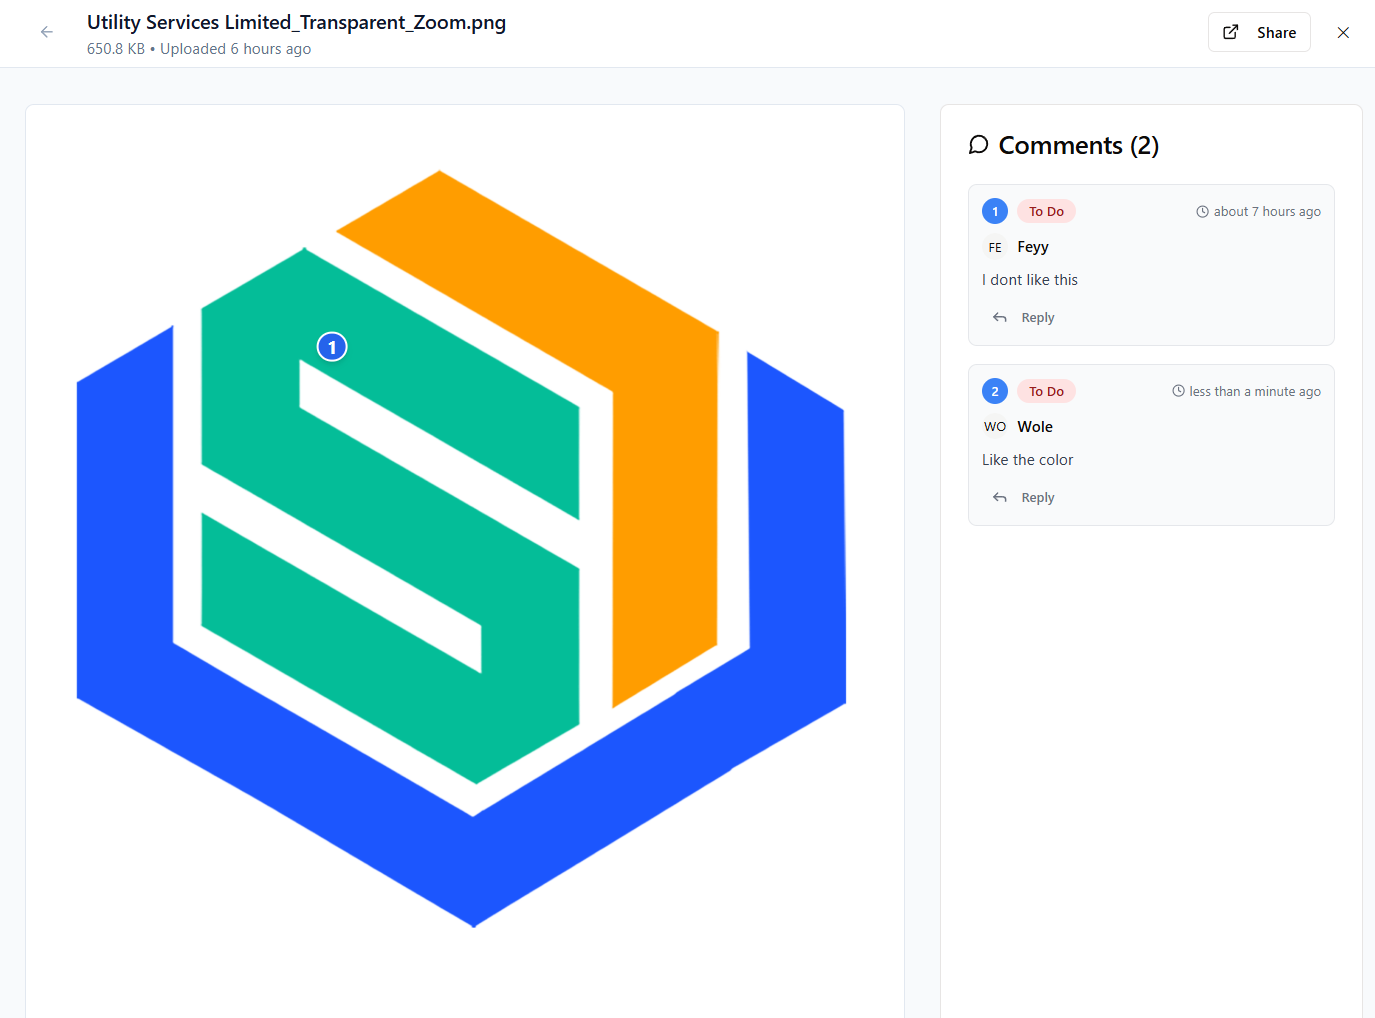 Utility Services Limited_Transparent_Zoom.png
650.8 KB • Uploaded 6 hours ago
Share
1
Comments (2)
1 To Do about 7 hours ago
FE Feyy
I dont like this
Reply
2 To Do less than a minute ago
WO Wole
Like the color
Reply